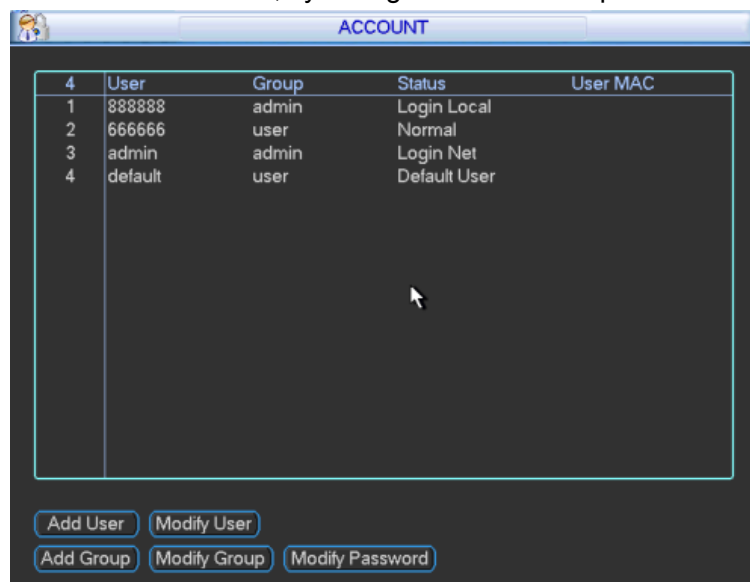 ACCOUNT
4 User Group Status User MAC
1 888888 admin Login Local
2 666666 user Normal
3 admin admin Login Net
4 default user Default User
Add User Modify User
Add Group Modify Group Modify Password